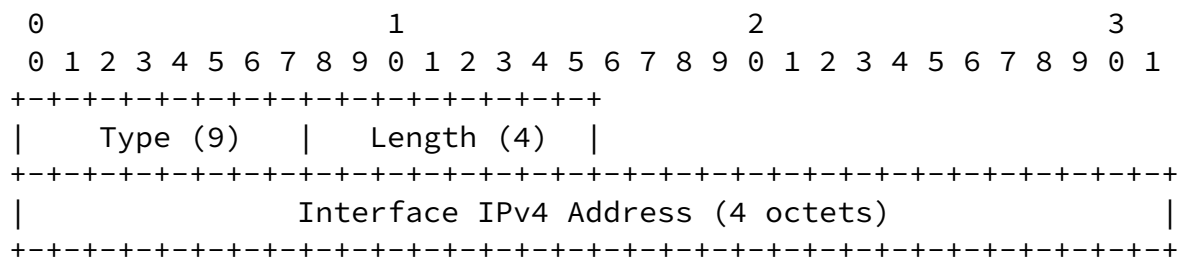 0                   1                   2                   3
 0 1 2 3 4 5 6 7 8 9 0 1 2 3 4 5 6 7 8 9 0 1 2 3 4 5 6 7 8 9 0 1
+-+-+-+-+-+-+-+-+-+-+-+-+-+-+-+-+
|    Type (9)   |   Length (4)  |
+-+-+-+-+-+-+-+-+-+-+-+-+-+-+-+-+-+-+-+-+-+-+-+-+-+-+-+-+-+-+-+-+
|               Interface IPv4 Address (4 octets)               |
+-+-+-+-+-+-+-+-+-+-+-+-+-+-+-+-+-+-+-+-+-+-+-+-+-+-+-+-+-+-+-+-+